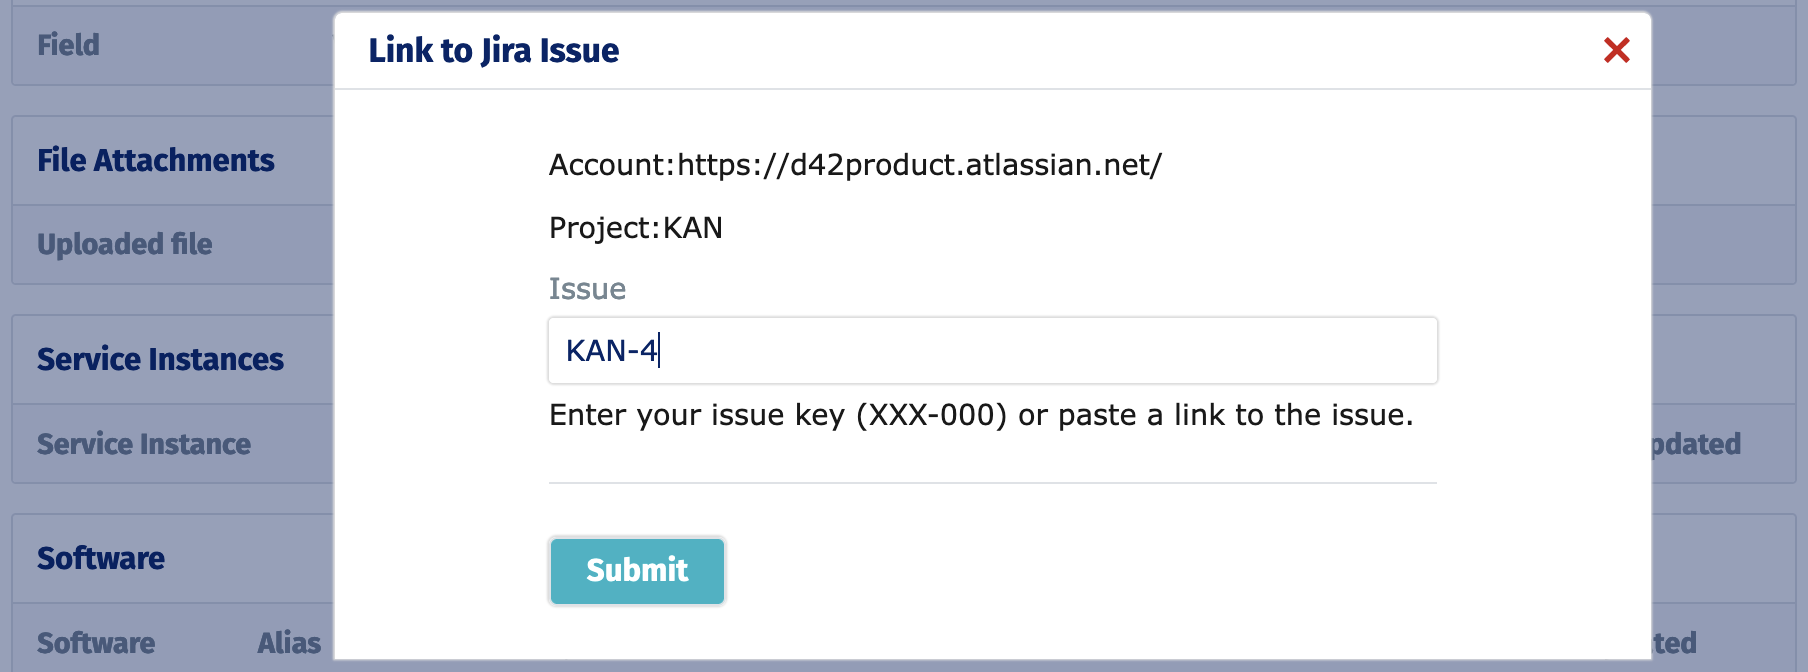 Field
Link to Jira Issue
Account:https://d42product.atlassian.net/
Project:KAN
Issue
KAN-4
Enter your issue key (XXX-000) or paste a link to the issue.
Submit
File Attachments
Uploaded file
Service Instances
Service Instance
Software
Software Alias